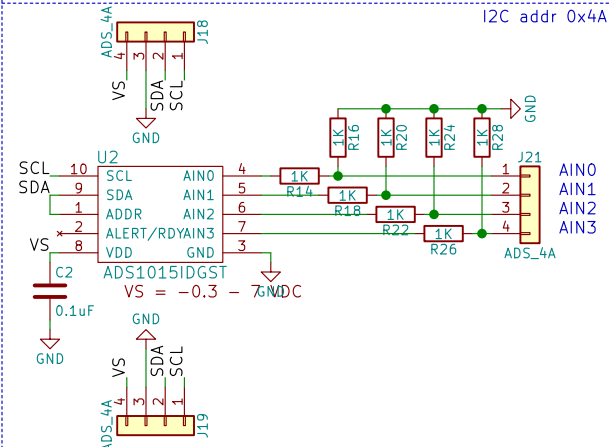 I2C addr 0x4A
ADS_4A
J18
4
3
2
1
VS
SDA
SCL
GND
GND
1K
R16
1K
R20
1K
R24
1K
R28
U2
J21
SCL
10
SCL
AIN0
4
1K
R14
1
AIN0
SDA
9
SDA
AIN1
5
1K
R18
2
AIN1
1
ADDR
AIN2
6
1K
R22
3
AIN2
2
ALERT/RDY
AIN3
7
1K
R26
4
AIN3
VS
8
VDD
GND
3
ADS_4A
C2
ADS1015IDGST
GND
VS = -0.3 - 7 VDC
0.1uF
GND
GND
VS
SDA
SCL
4
3
2
1
ADS_4A
J19